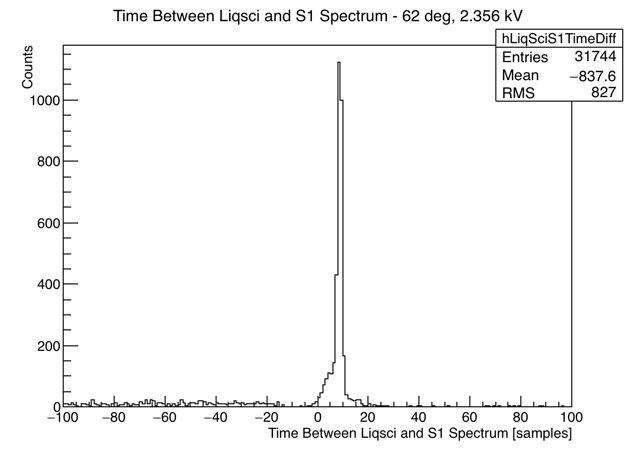 Time Between Liqsci and S1 Spectrum - 62 deg, 2.356 kV
hLiqSciS1TimeDiff
Entries 31744
Mean −837.6
RMS 827
Counts
1000
800
600
400
200
0
−100 −80 −60 −40 −20 0 20 40 60 80 100
Time Between Liqsci and S1 Spectrum [samples]